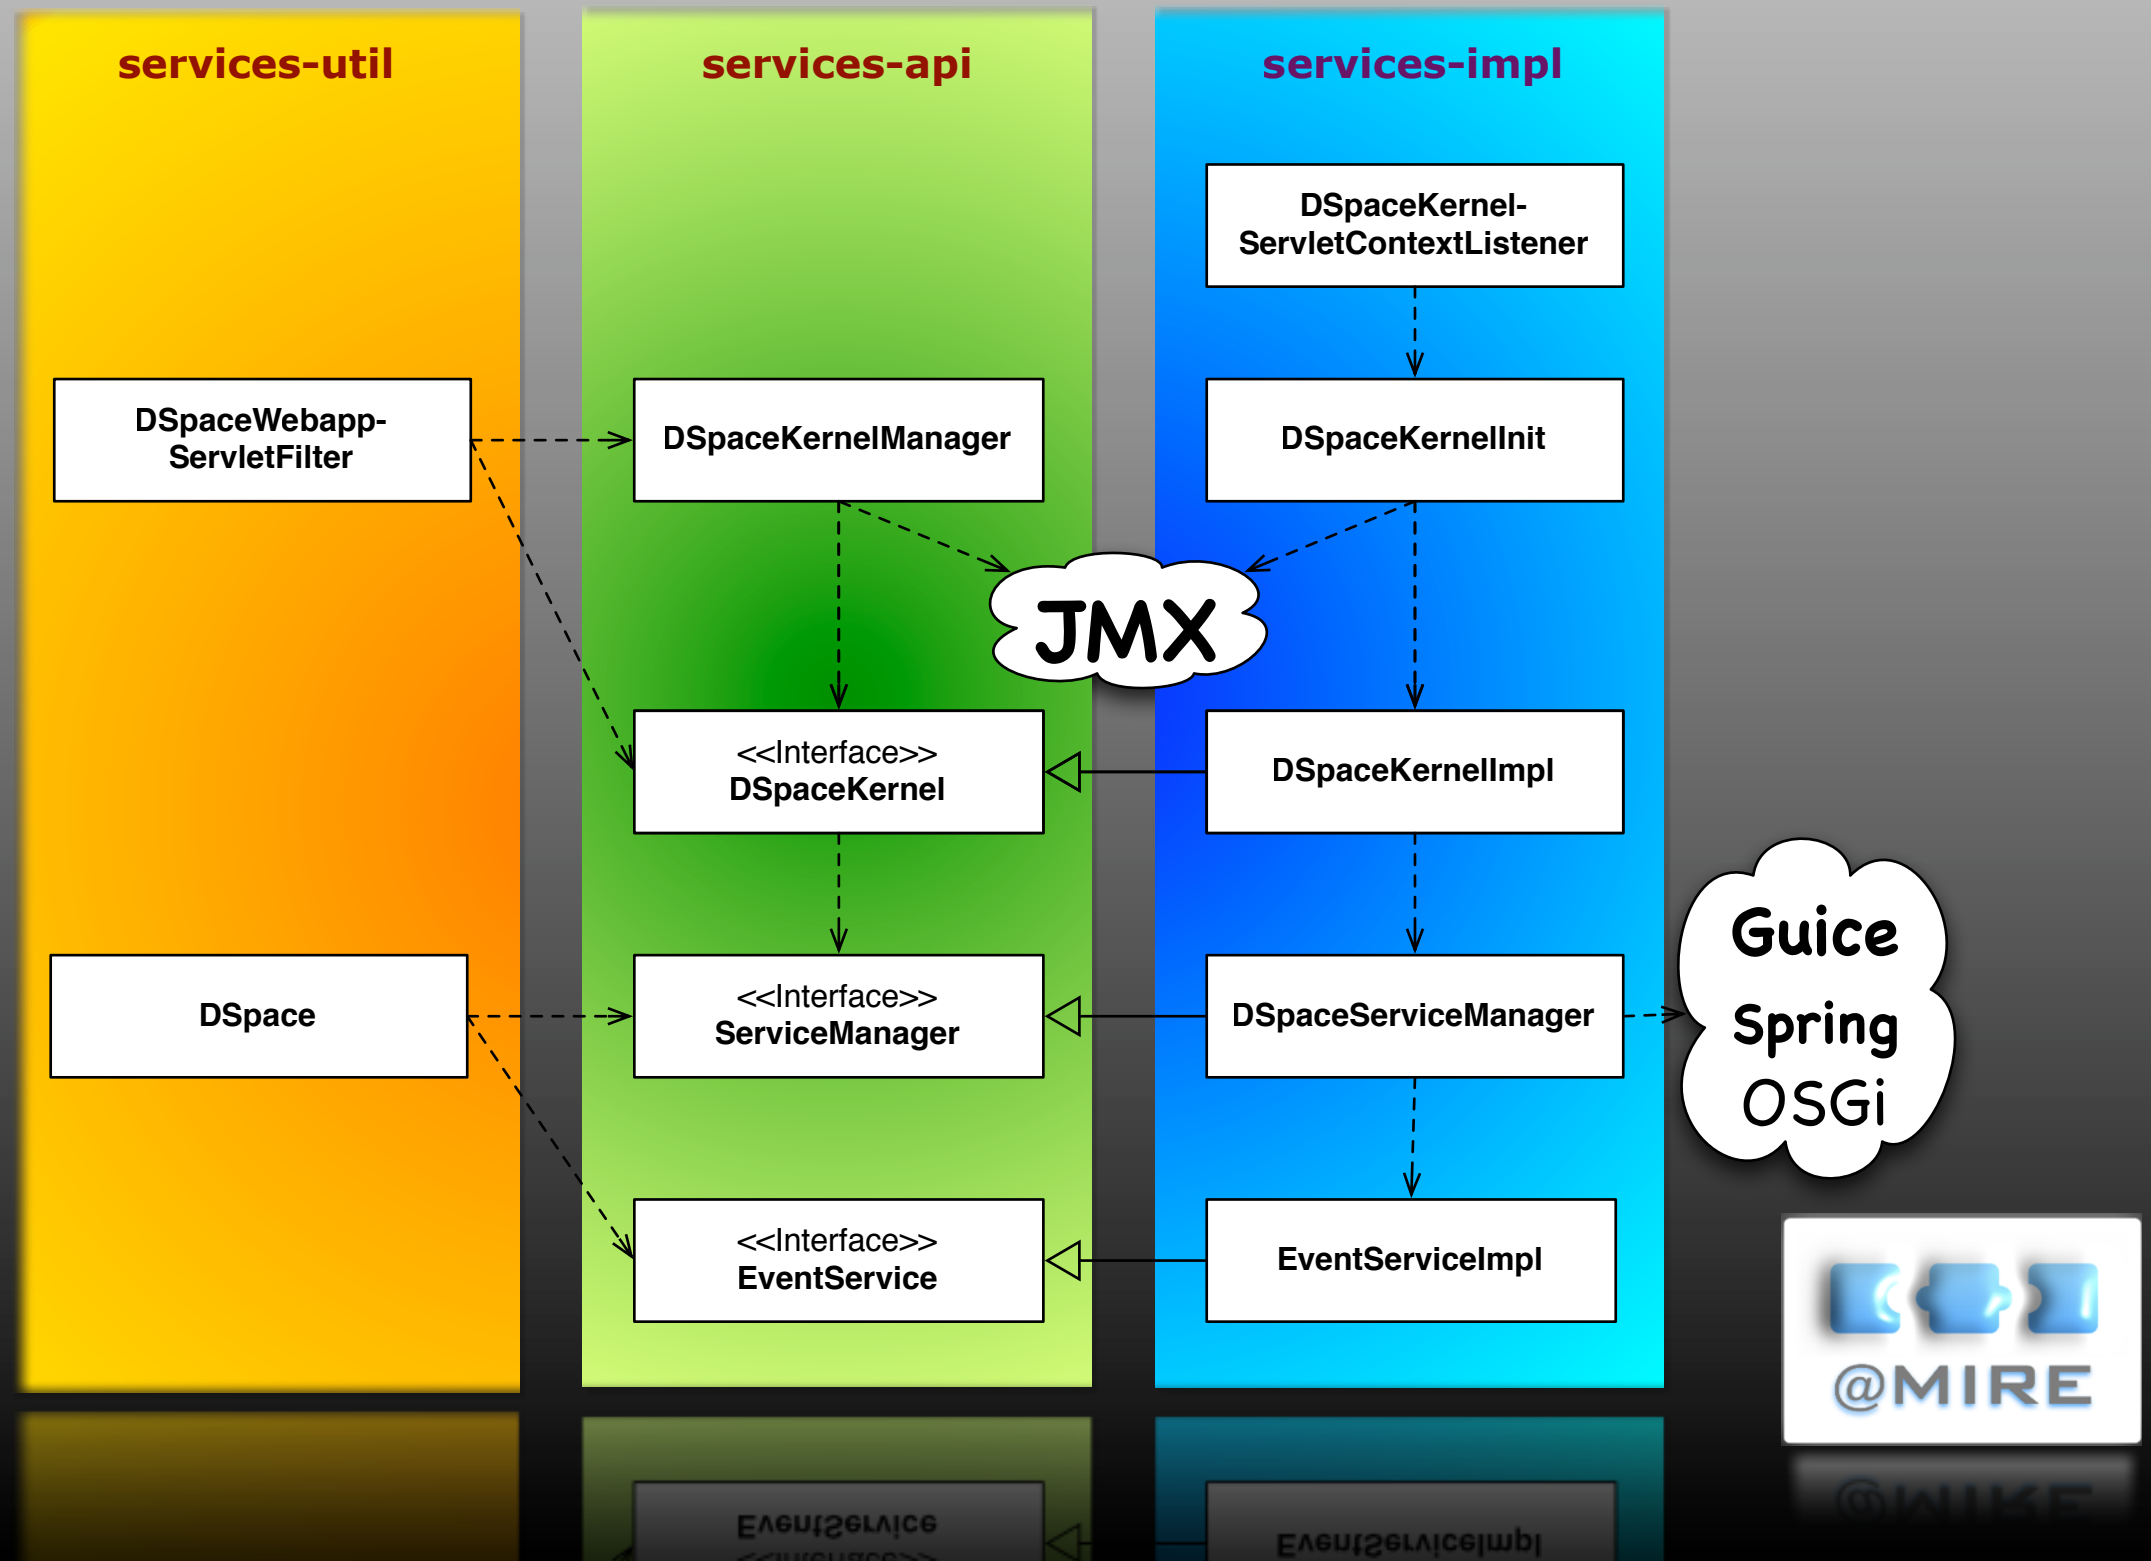 services-util
services-api
services-impl
DSpaceKernel-
ServletContextListener
DSpaceWebapp-
ServletFilter
DSpaceKernelManager
DSpaceKernelInit
JMX
<<Interface>>
DSpaceKernel
DSpaceKernelImpl
Guice
Spring
OSGi
DSpace
<<Interface>>
ServiceManager
DSpaceServiceManager
<<Interface>>
EventService
EventServiceImpl
@MIRE